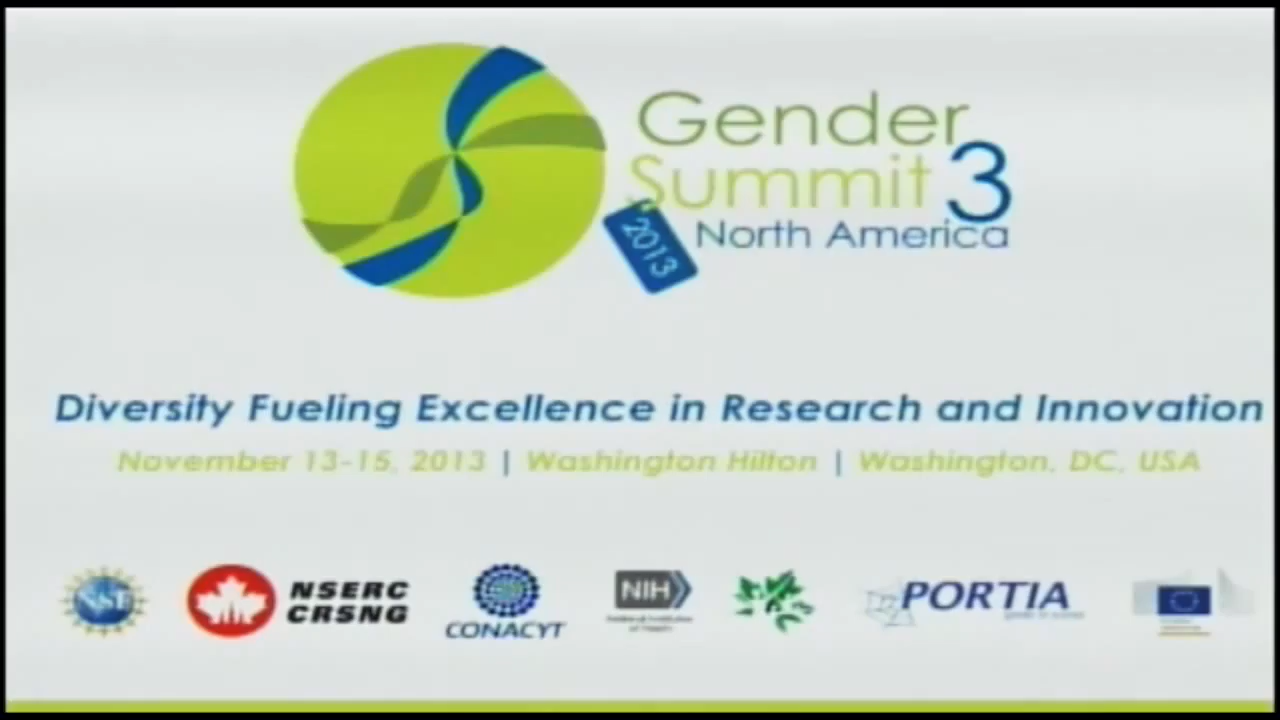 Gender
Summit 3
2013
North America
Diversity Fueling Excellence in Research and Innovation
November 13-15, 2013 | Washington Hilton | Washington, DC, USA
NSF
NSERC
CRSNG
CONACYT
NIH
PORTIA